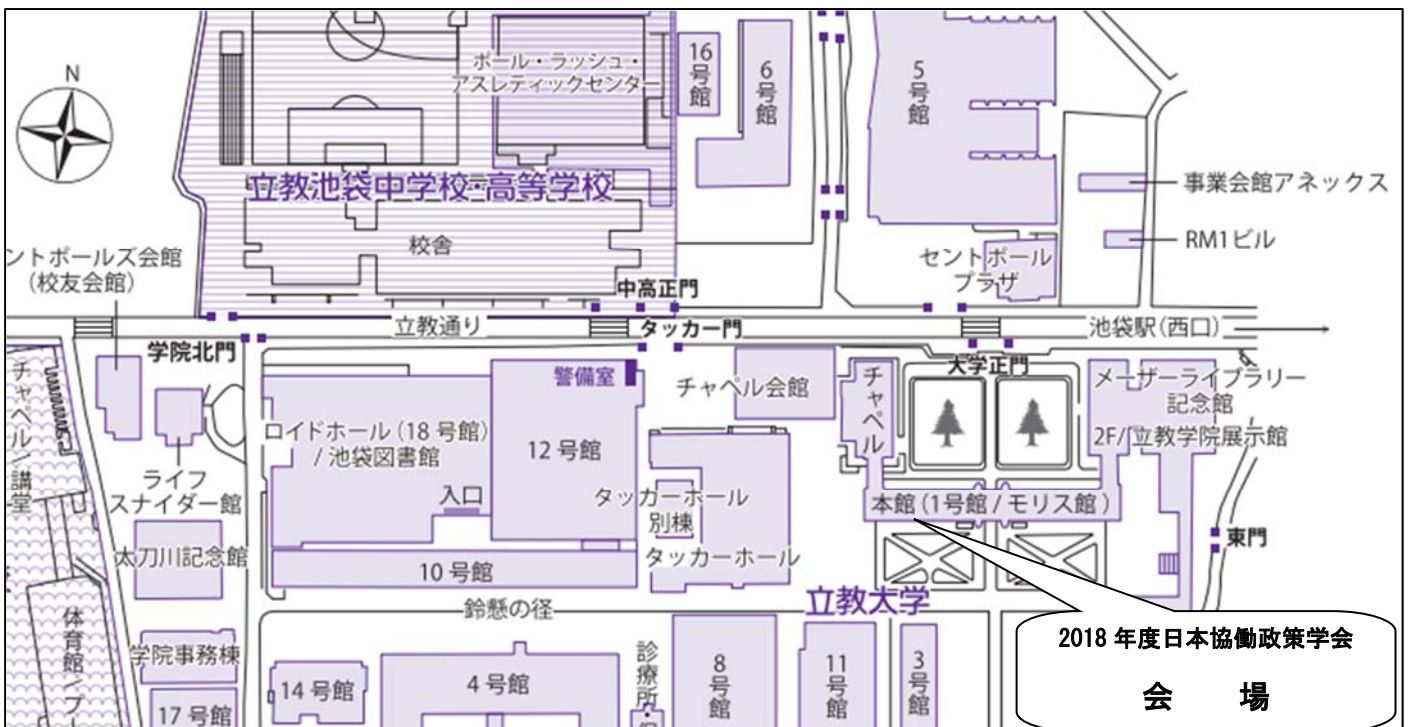 N
ポール・ラッシュ・
アスレティックセンター
16号館
6号館
5号館
立教池袋中学校・高等学校
事業会館アネックス
校舎
RM1ビル
ントポールズ会館
(校友会館)
セントポール
プラザ
中高正門
立教通り
タッカー門
池袋駅(西口)
学院北門
大学正門
チャペル/講堂
警備室
チャペル会館
チャペル
メーザーライブラリー
記念館
2F/立教学院展示館
ロイドホール(18号館)
/池袋図書館
12号館
ライフ
スナイダー館
入口
タッカーホール
別棟
本館(1号館/モリス館)
東門
太刀川記念館
タッカーホール
10号館
鈴懸の径
立教大学
体育館/プー
学院事務棟
2018年度日本協働政策学会
会 場
14号館
4号館
診療所・
8号館
11号館
3号館
17号館